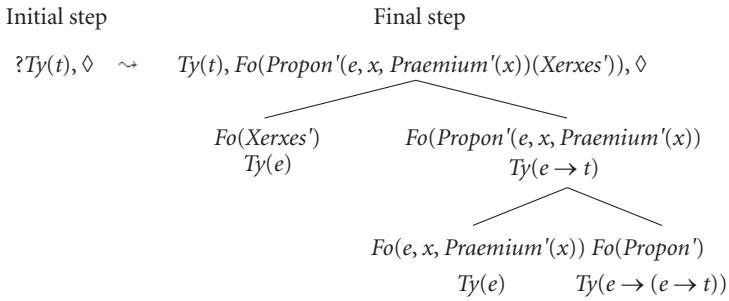 Initial step Final step
?Ty(t), ◊ ⇝ Ty(t), Fo(Propon'(e, x, Praemium'(x))(Xerxes')), ◊
Fo(Xerxes') Fo(Propon'(e, x, Praemium'(x))
Ty(e) Ty(e → t)
Fo(e, x, Praemium'(x)) Fo(Propon')
Ty(e) Ty(e → (e → t))